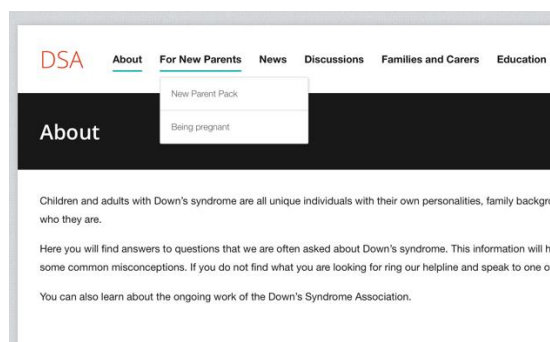 DSA About For New Parents News Discussions Families and Carers Education
New Parent Pack
Being pregnant
About
Children and adults with Down's syndrome are all unique individuals with their own personalities, family
who they are.
Here you will find answers to questions that we are often asked about Down's syndrome. This information will
some common misconceptions. If you do not find what you are looking for ring our helpline and speak to one
You can also learn about the ongoing work of the Down's Syndrome Association.